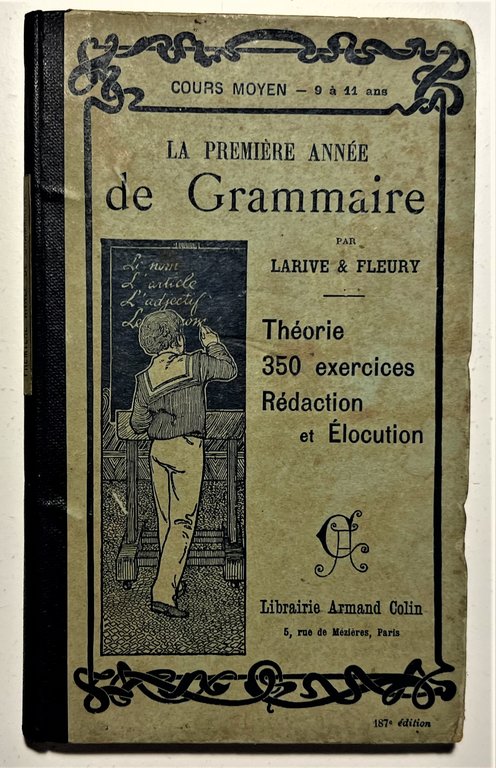 COURS MOYEN — 9 à 11 ans
LA PREMIÈRE ANNÉE
de Grammaire
PAR
LARIVE & FLEURY
Le nom
L'article
L'adjectif
Théorie
350 exercices
Rédaction
et Élocution
Librairie Armand Colin
5, rue de Mézières, Paris
187e édition